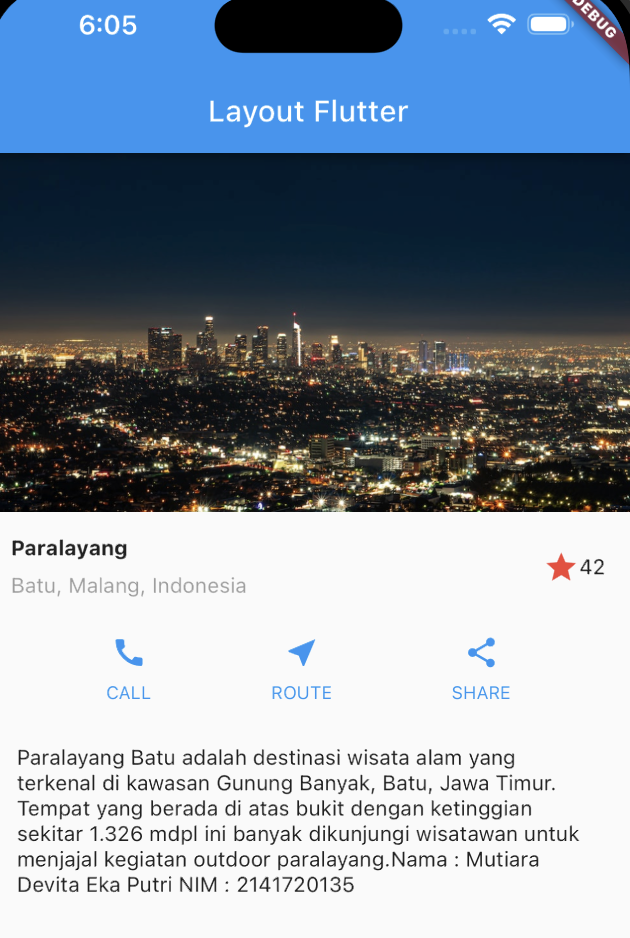 6:05
DEBUG
Layout Flutter
Paralayang
42
Batu, Malang, Indonesia
CALL ROUTE SHARE
Paralayang Batu adalah destinasi wisata alam yang
terkenal di kawasan Gunung Banyak, Batu, Jawa Timur.
Tempat yang berada di atas bukit dengan ketinggian
sekitar 1.326 mdpl ini banyak dikunjungi wisatawan untuk
menjajal kegiatan outdoor paralayang.Nama : Mutiara
Devita Eka Putri NIM : 2141720135